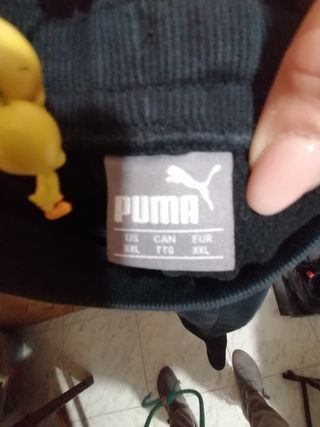 PUMA
US CAN EUR
XXL TTG XXL